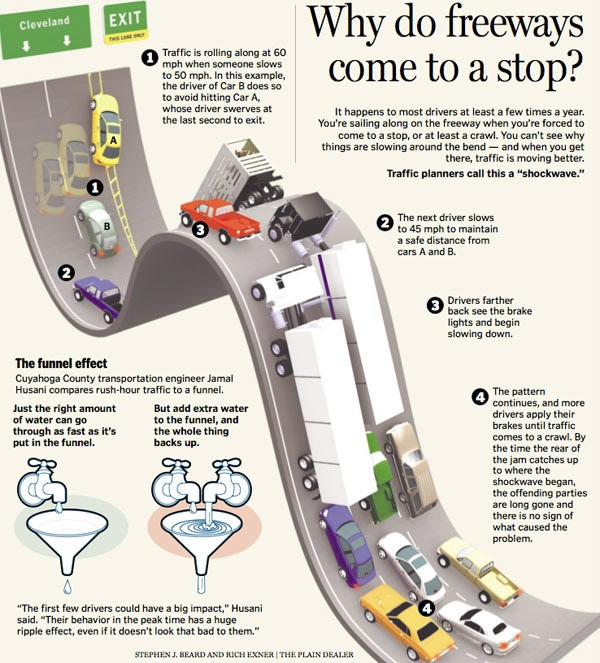 Cleveland
EXIT
THIS LANE ONLY
Why do freeways
come to a stop?
It happens to most drivers at least a few times a year.
You're sailing along on the freeway when you're forced to
come to a stop, or at least a crawl. You can't see why
things are slowing around the bend — and when you get
there, traffic is moving better.
Traffic planners call this a “shockwave.”
1 Traffic is rolling along at 60
mph when someone slows
to 50 mph. In this example,
the driver of Car B does so
to avoid hitting Car A,
whose driver swerves at
the last second to exit.
A
1
B
2
3
2 The next driver slows
to 45 mph to maintain
a safe distance from
cars A and B.
3 Drivers farther
back see the brake
lights and begin
slowing down.
4 The pattern
continues, and more
drivers apply their
brakes until traffic
comes to a crawl. By
the time the rear of
the jam catches up
to where the
shockwave began,
the offending parties
are long gone and
there is no sign of
what caused the
problem.
4
The funnel effect
Cuyahoga County transportation engineer Jamal
Husani compares rush-hour traffic to a funnel.
Just the right amount
of water can go
through as fast as it's
put in the funnel.
But add extra water
to the funnel, and
the whole thing
backs up.
“The first few drivers could have a big impact,” Husani
said. “Their behavior in the peak time has a huge
ripple effect, even if it doesn't look that bad to them.”
STEPHEN J. BEARD AND RICH EXNER | THE PLAIN DEALER